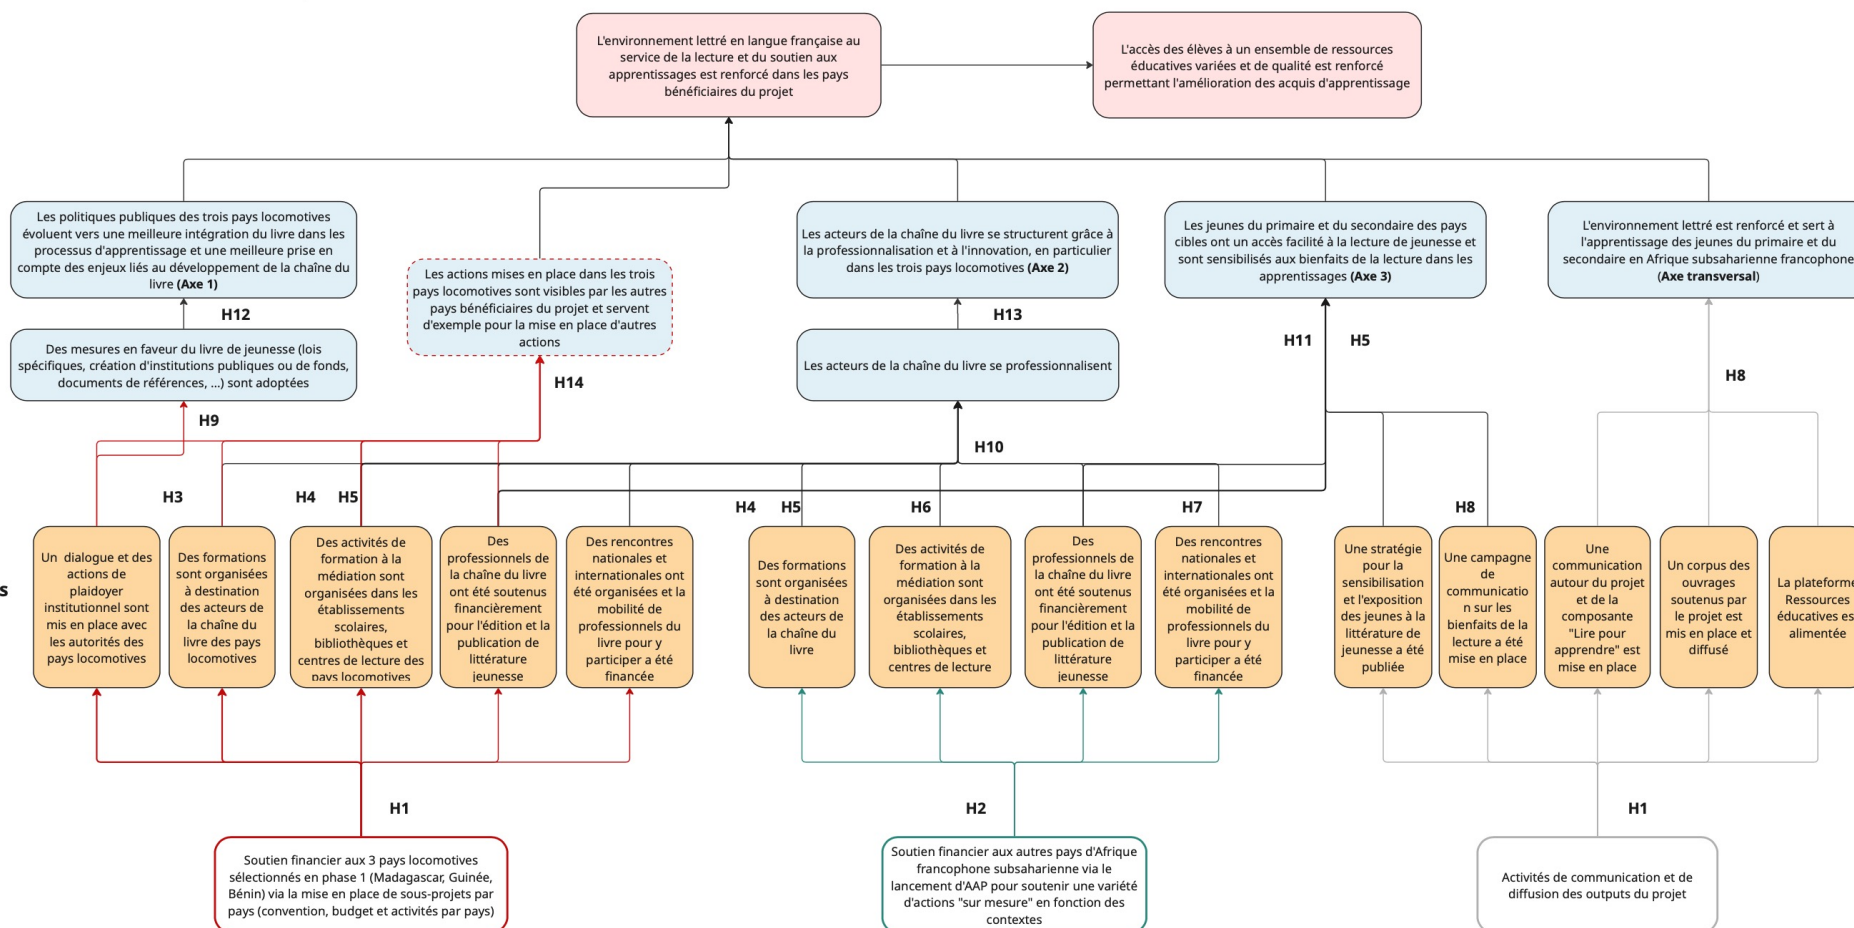 L'environnement lettré en langue française au
service de la lecture et du soutien aux
apprentissages est renforcé dans les pays
bénéficiaires du projet
L'accès des élèves à un ensemble de ressources
éducatives variées et de qualité est renforcé
permettant l'amélioration des acquis d'apprentissage
Les politiques publiques des trois pays locomotives
évoluent vers une meilleure intégration du livre dans les
processus d'apprentissage et une meilleure prise en
compte des enjeux liés au développement de la chaîne du
livre (Axe 1)
Les actions mises en place dans les trois
pays locomotives sont visibles par les autres
pays bénéficiaires du projet et servent
d'exemple pour la mise en place d'autres
actions
Les acteurs de la chaîne du livre se structurent grâce à
la professionnalisation et à l'innovation, en particulier
dans les trois pays locomotives (Axe 2)
Les jeunes du primaire et du secondaire des pays
cibles ont un accès facilité à la lecture de jeunesse et
sont sensibilisés aux bienfaits de la lecture dans les
apprentissages (Axe 3)
L'environnement lettré est renforcé et sert à
l'apprentissage des jeunes du primaire et du
secondaire en Afrique subsaharienne francophone
(Axe transversal)
H12
H13
Des mesures en faveur du livre de jeunesse (lois
spécifiques, création d'institutions publiques ou de fonds,
documents de références, ...) sont adoptées
Les acteurs de la chaîne du livre se professionnalisent
H11
H5
H14
H8
H9
H10
H3
H4
H5
H4
H5
H6
H7
H8
s
Un dialogue et des
actions de
plaidoyer
institutionnel sont
mis en place avec
les autorités des
pays locomotives
Des formations
sont organisées
à destination
des acteurs de
la chaîne du
livre des pays
locomotives
Des activités de
formation à la
médiation sont
organisées dans les
établissements
scolaires,
bibliothèques et
centres de lecture des
pays locomotives
Des
professionnels de
la chaîne du livre
ont été soutenus
financièrement
pour l'édition et la
publication de
littérature
jeunesse
Des rencontres
nationales et
internationales ont
été organisées et la
mobilité de
professionnels du
livre pour y
participer a été
financée
Des formations
sont organisées
à destination
des acteurs de
la chaîne du
livre
Des activités de
formation à la
médiation sont
organisées dans les
établissements
scolaires,
bibliothèques et
centres de lecture
Des
professionnels de
la chaîne du livre
ont été soutenus
financièrement
pour l'édition et la
publication de
littérature
jeunesse
Des rencontres
nationales et
internationales ont
été organisées et la
mobilité de
professionnels du
livre pour y
participer a été
financée
Une stratégie
pour la
sensibilisation
et l'exposition
des jeunes à la
littérature de
jeunesse a été
publiée
Une campagne
de
communicatio
n sur les
bienfaits de la
lecture a été
mise en place
Une
communication
autour du projet
et de la
composante
"Lire pour
apprendre" est
mise en place
Un corpus des
ouvrages
soutenus par
le projet est
mis en place et
diffusé
La plateforme
Ressources
éducatives es
alimentée
H1
H2
H1
Soutien financier aux 3 pays locomotives
sélectionnés en phase 1 (Madagascar, Guinée,
Bénin) via la mise en place de sous-projets par
pays (convention, budget et activités par pays)
Soutien financier aux autres pays d'Afrique
francophone subsaharienne via le
lancement d'AAP pour soutenir une variété
d'actions "sur mesure" en fonction des
contextes
Activités de communication et de
diffusion des outputs du projet